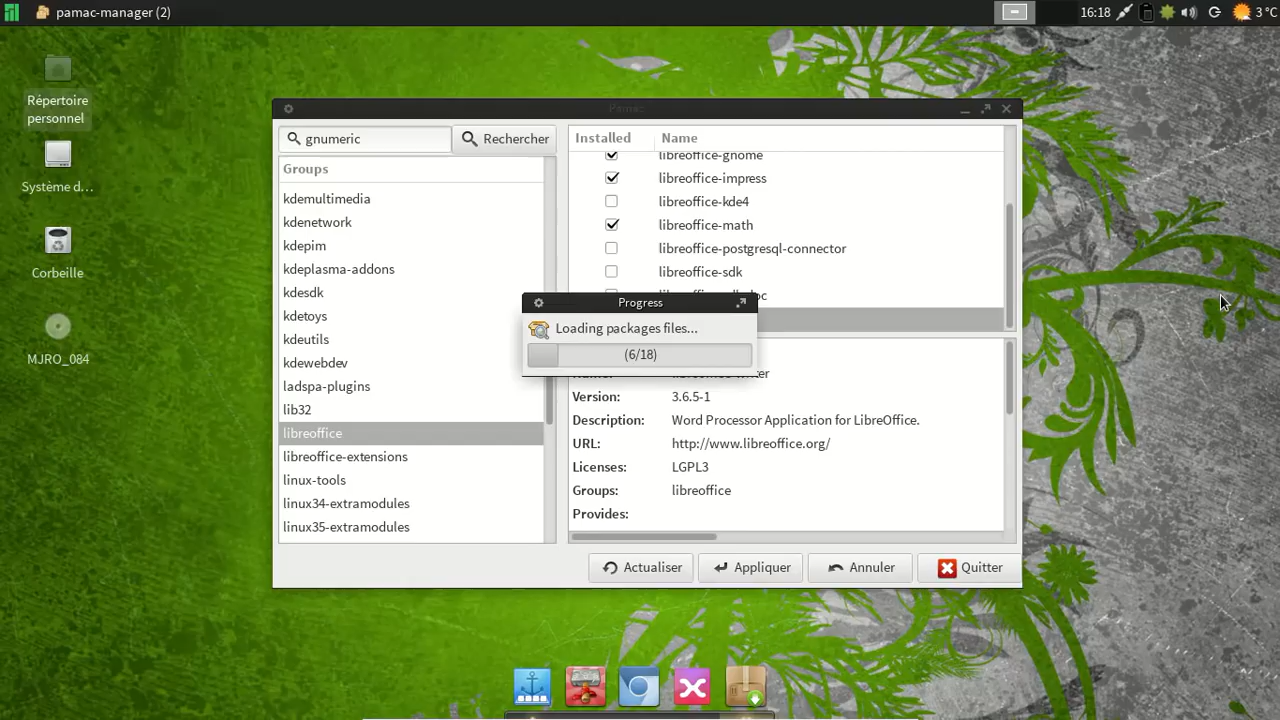 pamac-manager (2)
16:18
3 °C
Répertoire
personnel
Système d...
Corbeille
MJRO_084
gnumeric
Rechercher
Groups
kdemultimedia
kdenetwork
kdepim
kdeplasma-addons
kdesdk
kdetoys
kdeutils
kdewebdev
ladspa-plugins
lib32
libreoffice
libreoffice-extensions
linux-tools
linux34-extramodules
linux35-extramodules
Installed Name
libreoffice-gnome
libreoffice-impress
libreoffice-kde4
libreoffice-math
libreoffice-postgresql-connector
libreoffice-sdk
Progress
Loading packages files...
(6/18)
Version: 3.6.5-1
Description: Word Processor Application for LibreOffice.
URL: http://www.libreoffice.org/
Licenses: LGPL3
Groups: libreoffice
Provides:
Actualiser
Appliquer
Annuler
Quitter